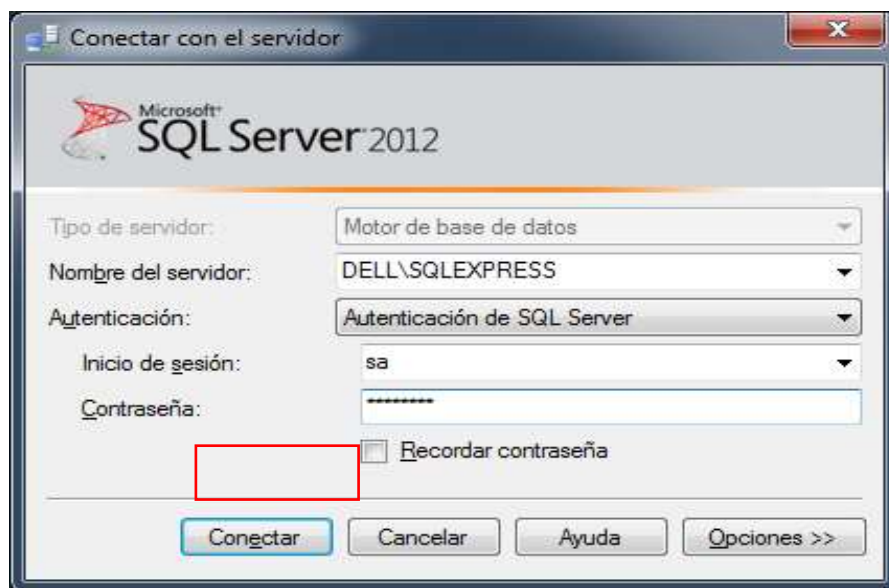 Conectar con el servidor
Microsoft
SQL Server 2012
Tipo de servidor: Motor de base de datos
Nombre del servidor: DELL\SQLEXPRESS
Autenticación: Autenticación de SQL Server
Inicio de sesión: sa
Contraseña: ********
Recordar contraseña
Conectar Cancelar Ayuda Opciones >>